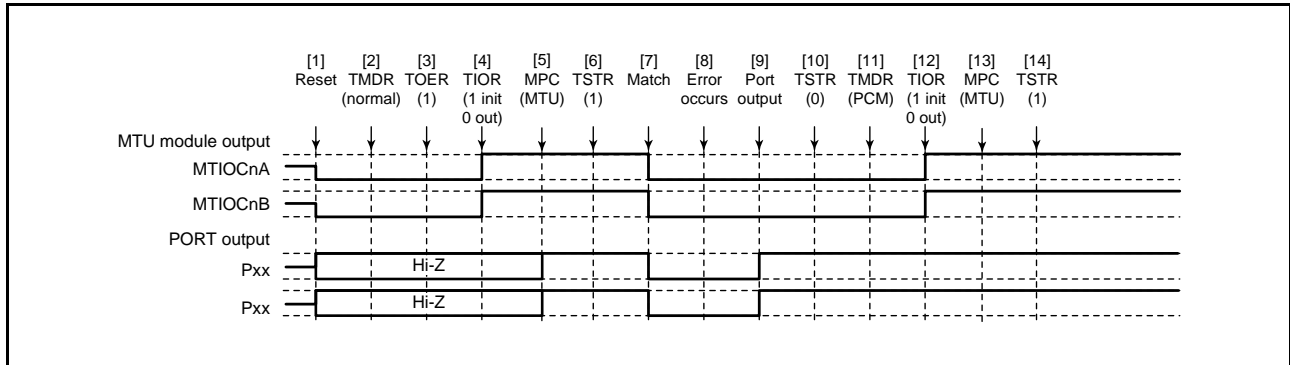 [1] [2] [3] [4] [5] [6] [7] [8] [9] [10] [11] [12] [13] [14]
Reset TMDR TOER TIOR MPC TSTR Match Error Port TSTR TMDR TIOR MPC TSTR
(normal) (1) (1 init (MTU) (1) occurs output (0) (PCM) (1 init (MTU) (1)
0 out) 0 out)
MTU module output
MTIOCnA
MTIOCnB
PORT output
Pxx Hi-Z
Pxx Hi-Z